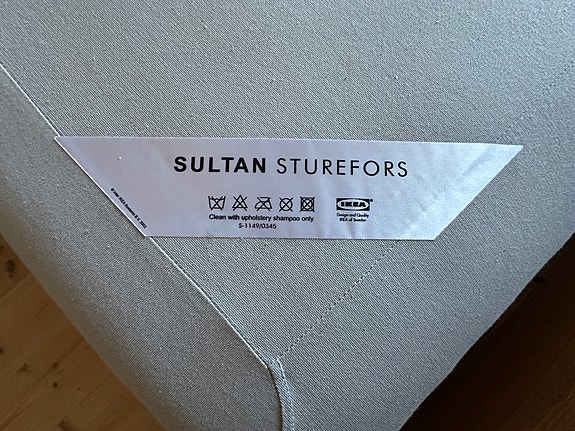 SULTAN STUREFORS
Clean with upholstery shampoo only.
S-1149/0345
IKEA
Design and Quality
IKEA of Sweden